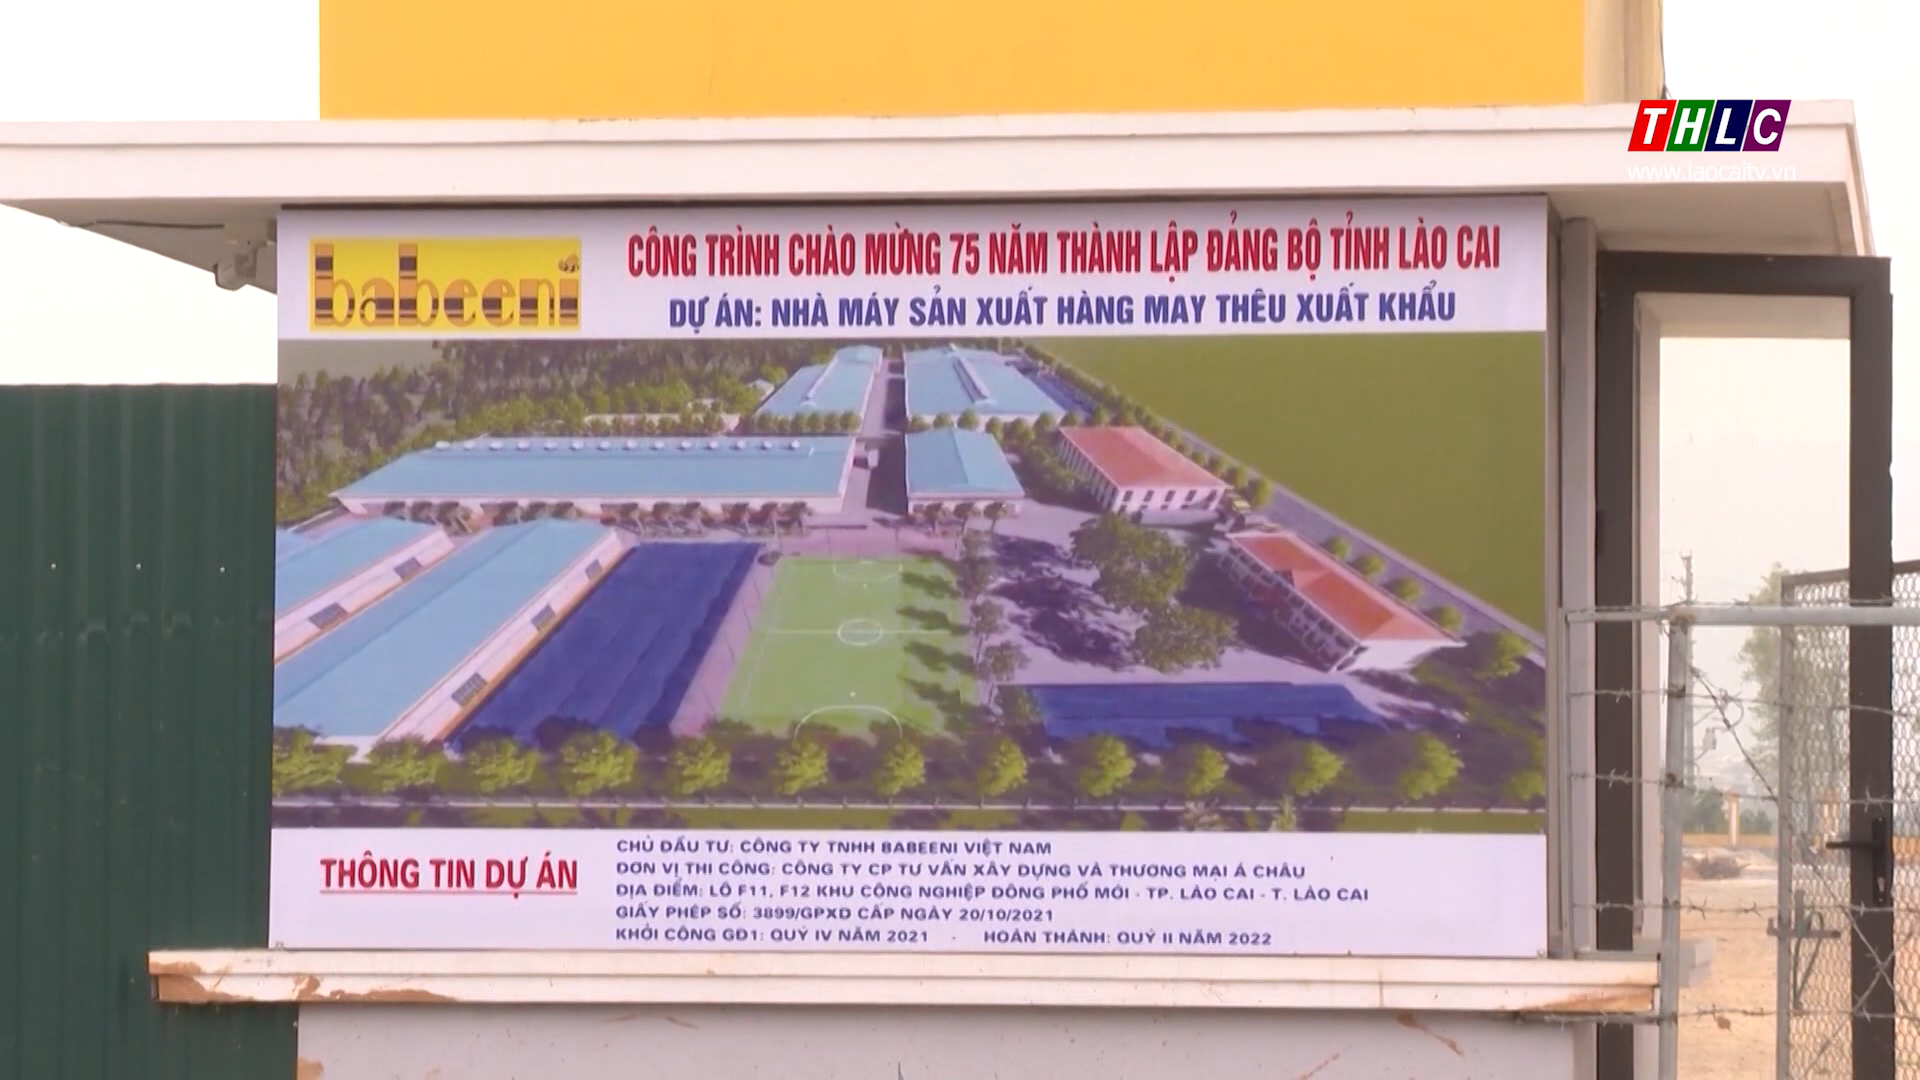 THLC
www.laocaitv.vn
babeeni
CÔNG TRÌNH CHÀO MỪNG 75 NĂM THÀNH LẬP ĐẢNG BỘ TỈNH LÀO CAI
DỰ ÁN: NHÀ MÁY SẢN XUẤT HÀNG MAY THÊU XUẤT KHẨU
THÔNG TIN DỰ ÁN
CHỦ ĐẦU TƯ: CÔNG TY TNHH BABEENI VIỆT NAM
ĐƠN VỊ THI CÔNG: CÔNG TY CP TƯ VẤN XÂY DỰNG VÀ THƯƠNG MẠI Á CHÂU
ĐỊA ĐIỂM: LÔ F11, F12 KHU CÔNG NGHIỆP ĐÔNG PHỐ MỚI - TP. LÀO CAI - T. LÀO CAI
GIẤY PHÉP SỐ: 3899/GPXD CẤP NGÀY 20/10/2021
KHỞI CÔNG GĐ1: QUÝ IV NĂM 2021 - HOÀN THÀNH: QUÝ II NĂM 2022